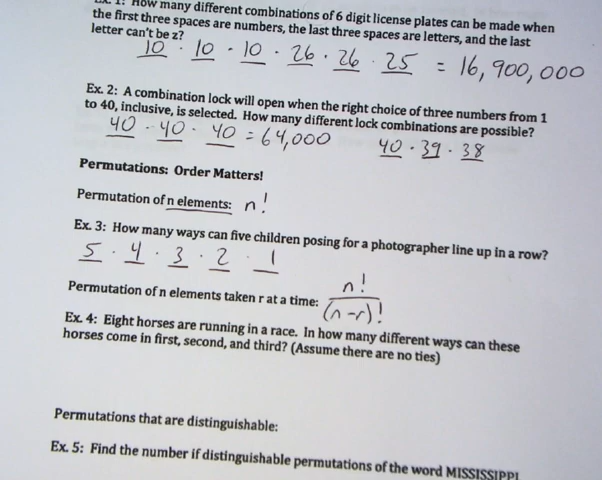 Ex. 1: How many different combinations of 6 digit license plates can be made when
the first three spaces are numbers, the last three spaces are letters, and the last
letter can't be z?
10 · 10 · 10 · 26 · 26 · 25 = 16,900,000
Ex. 2: A combination lock will open when the right choice of three numbers from 1
to 40, inclusive, is selected. How many different lock combinations are possible?
40 · 40 · 40 = 64,000 40 · 39 · 38
Permutations: Order Matters!
Permutation of n elements: n!
Ex. 3: How many ways can five children posing for a photographer line up in a row?
5 · 4 · 3 · 2 · 1
Permutation of n elements taken r at a time: n! / (n-r)!
Ex. 4: Eight horses are running in a race. In how many different ways can these
horses come in first, second, and third? (Assume there are no ties)
Permutations that are distinguishable:
Ex. 5: Find the number if distinguishable permutations of the word MISSISSIPPI